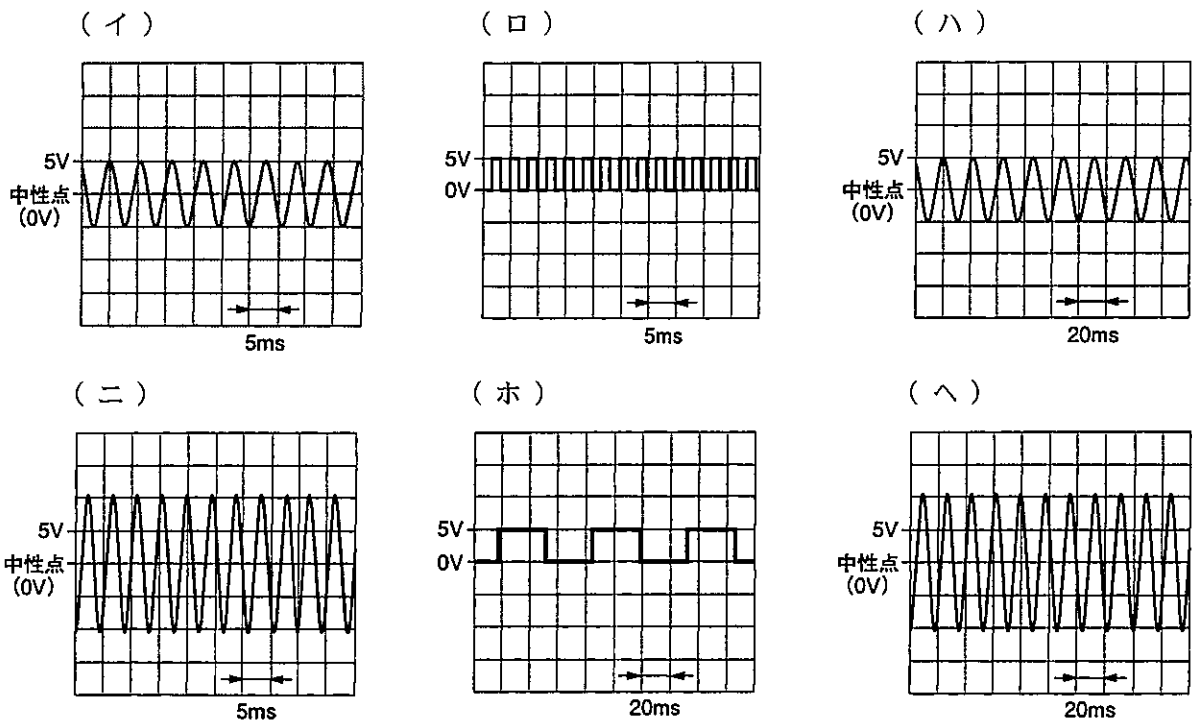 ( イ )
5V
中性点
(0V)
5ms
( ロ )
5V
0V
5ms
( ハ )
5V
中性点
(0V)
20ms
( ニ )
5V
中性点
(0V)
5ms
( ホ )
5V
0V
20ms
( ヘ )
5V
中性点
(0V)
20ms